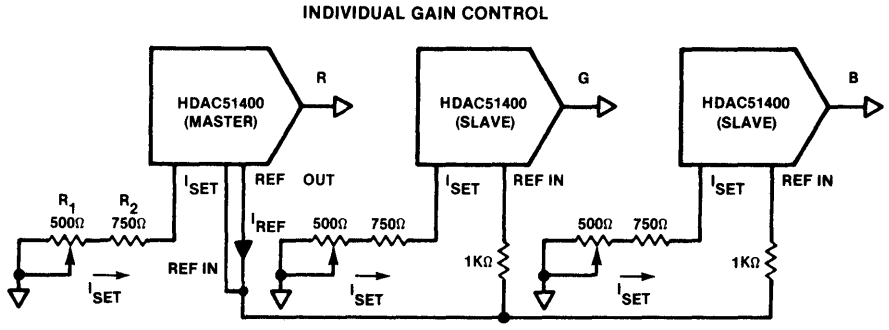 INDIVIDUAL GAIN CONTROL
R
G
B
HDAC51400
(MASTER)
HDAC51400
(SLAVE)
HDAC51400
(SLAVE)
ISET
REF OUT
ISET
REF IN
ISET
REF IN
R1
R2
500Ω
750Ω
IREF
500Ω
750Ω
500Ω
750Ω
REF IN
1KΩ
1KΩ
ISET
ISET
ISET